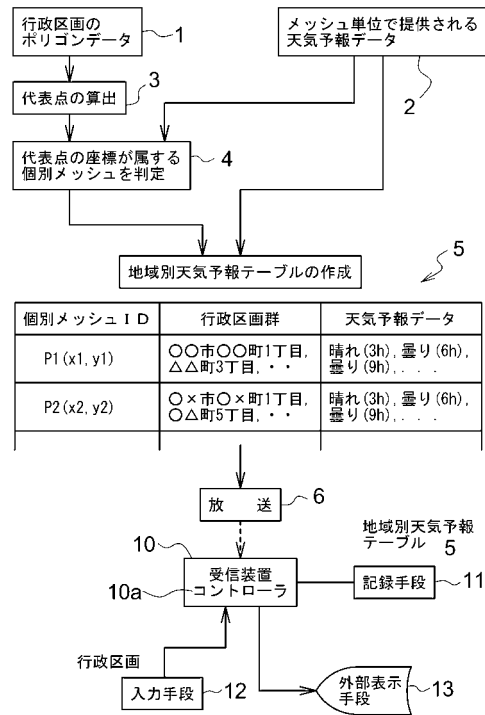 行政区画の
ポリゴンデータ
1
メッシュ単位で提供される
天気予報データ
2
代表点の算出
3
代表点の座標が属する
個別メッシュを判定
4
地域別天気予報テーブルの作成
5
個別メッシュID 行政区画群 天気予報データ
P1(x1, y1) 〇〇市〇〇町1丁目, 晴れ(3h), 曇り(6h),
△△町3丁目, ・・ 曇り(9h), . . .
P2(x2, y2) 〇×市〇×町1丁目, 晴れ(3h), 曇り(6h),
〇△町5丁目, ・・ 曇り(9h), . . .
放 送
6
地域別天気予報
テーブル 5
10
受信装置
10a コントローラ
記録手段
11
行政区画
入力手段
12
外部表示
手段
13